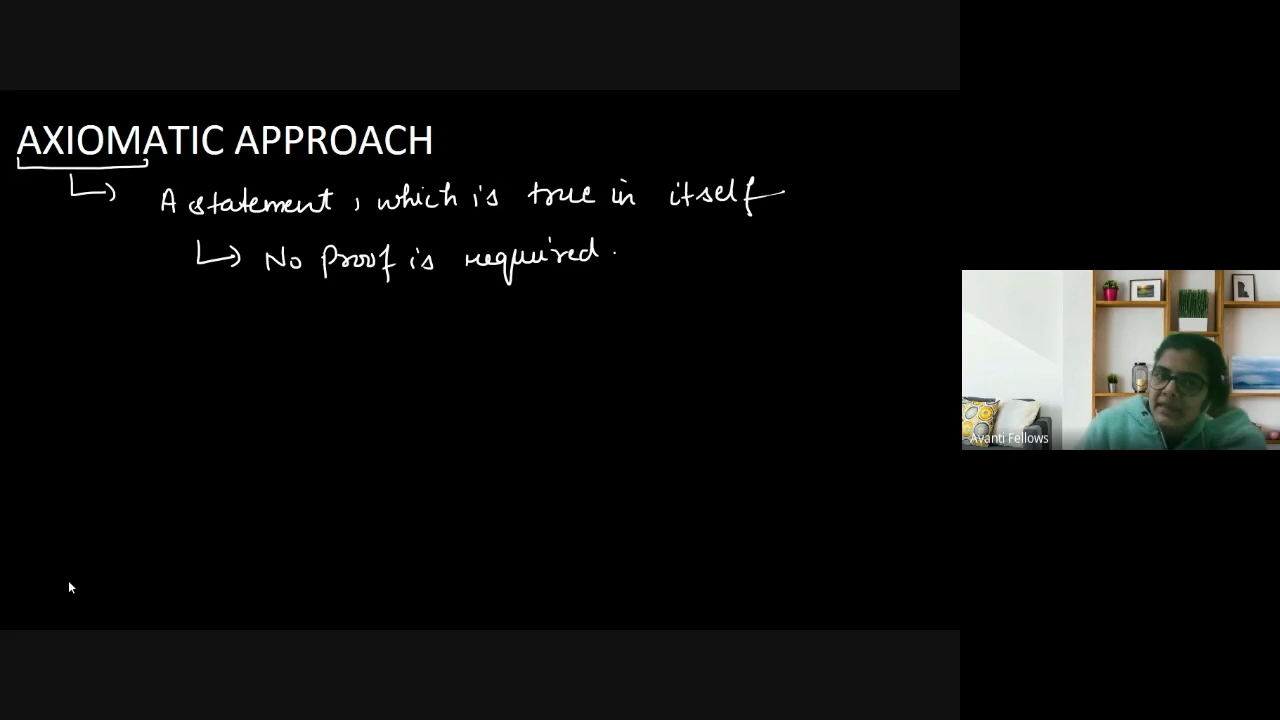 AXIOMATIC APPROACH
A statement, which is true in itself
No proof is required.
Avanti Fellows